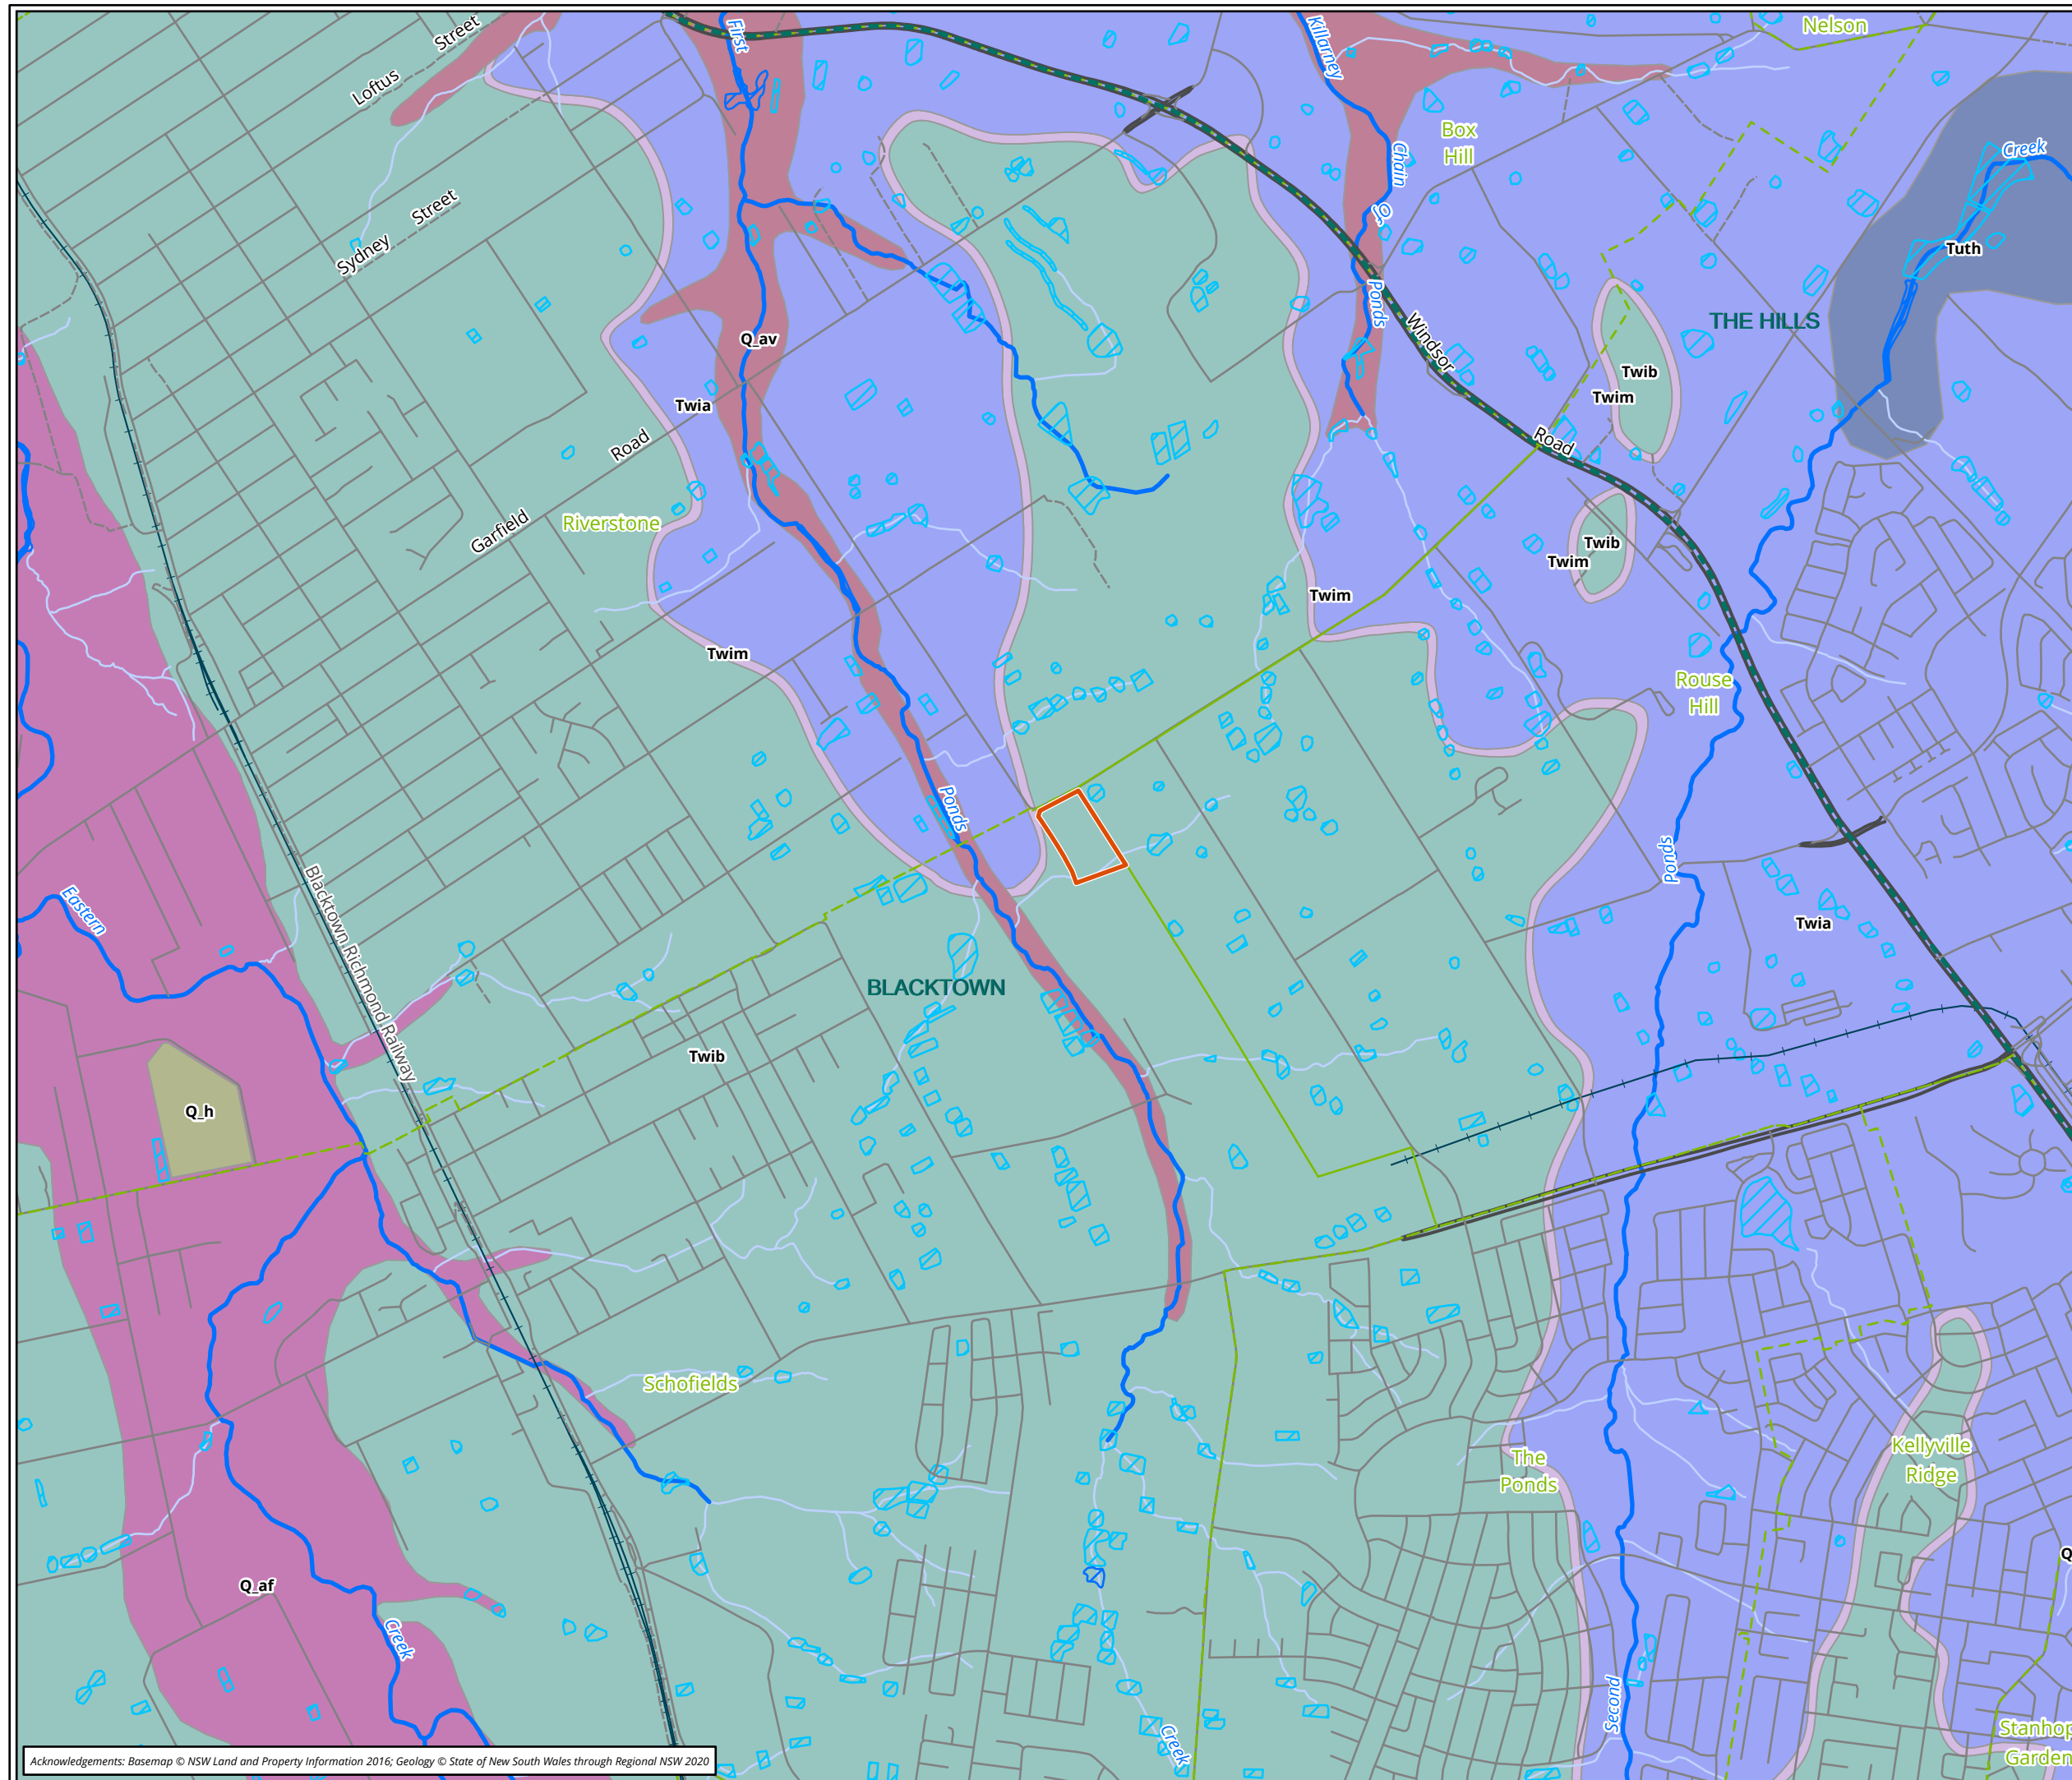 Nelson
Street
First
Killarney
Loftus
Box
Hill
Creek
Chain
Street
Of
Sydney
Tuth
Ponds
THE HILLS
Q_av
Windsor
Twib
Twim
Twia
Road
Road
Riverstone
Garfield
Twib
Twim
Twim
Twim
Rouse
Hill
Ponds
Ponds
Eastern
Blacktown Richmond Railway
Twia
BLACKTOWN
Twib
Q_h
Schofields
The
Ponds
Kellyville
Ridge
Q
Q_af
Creek
Second
Creek
Stanhop
Garden
Acknowledgements: Basemap © NSW Land and Property Information 2016; Geology © State of New South Wales through Regional NSW 2020